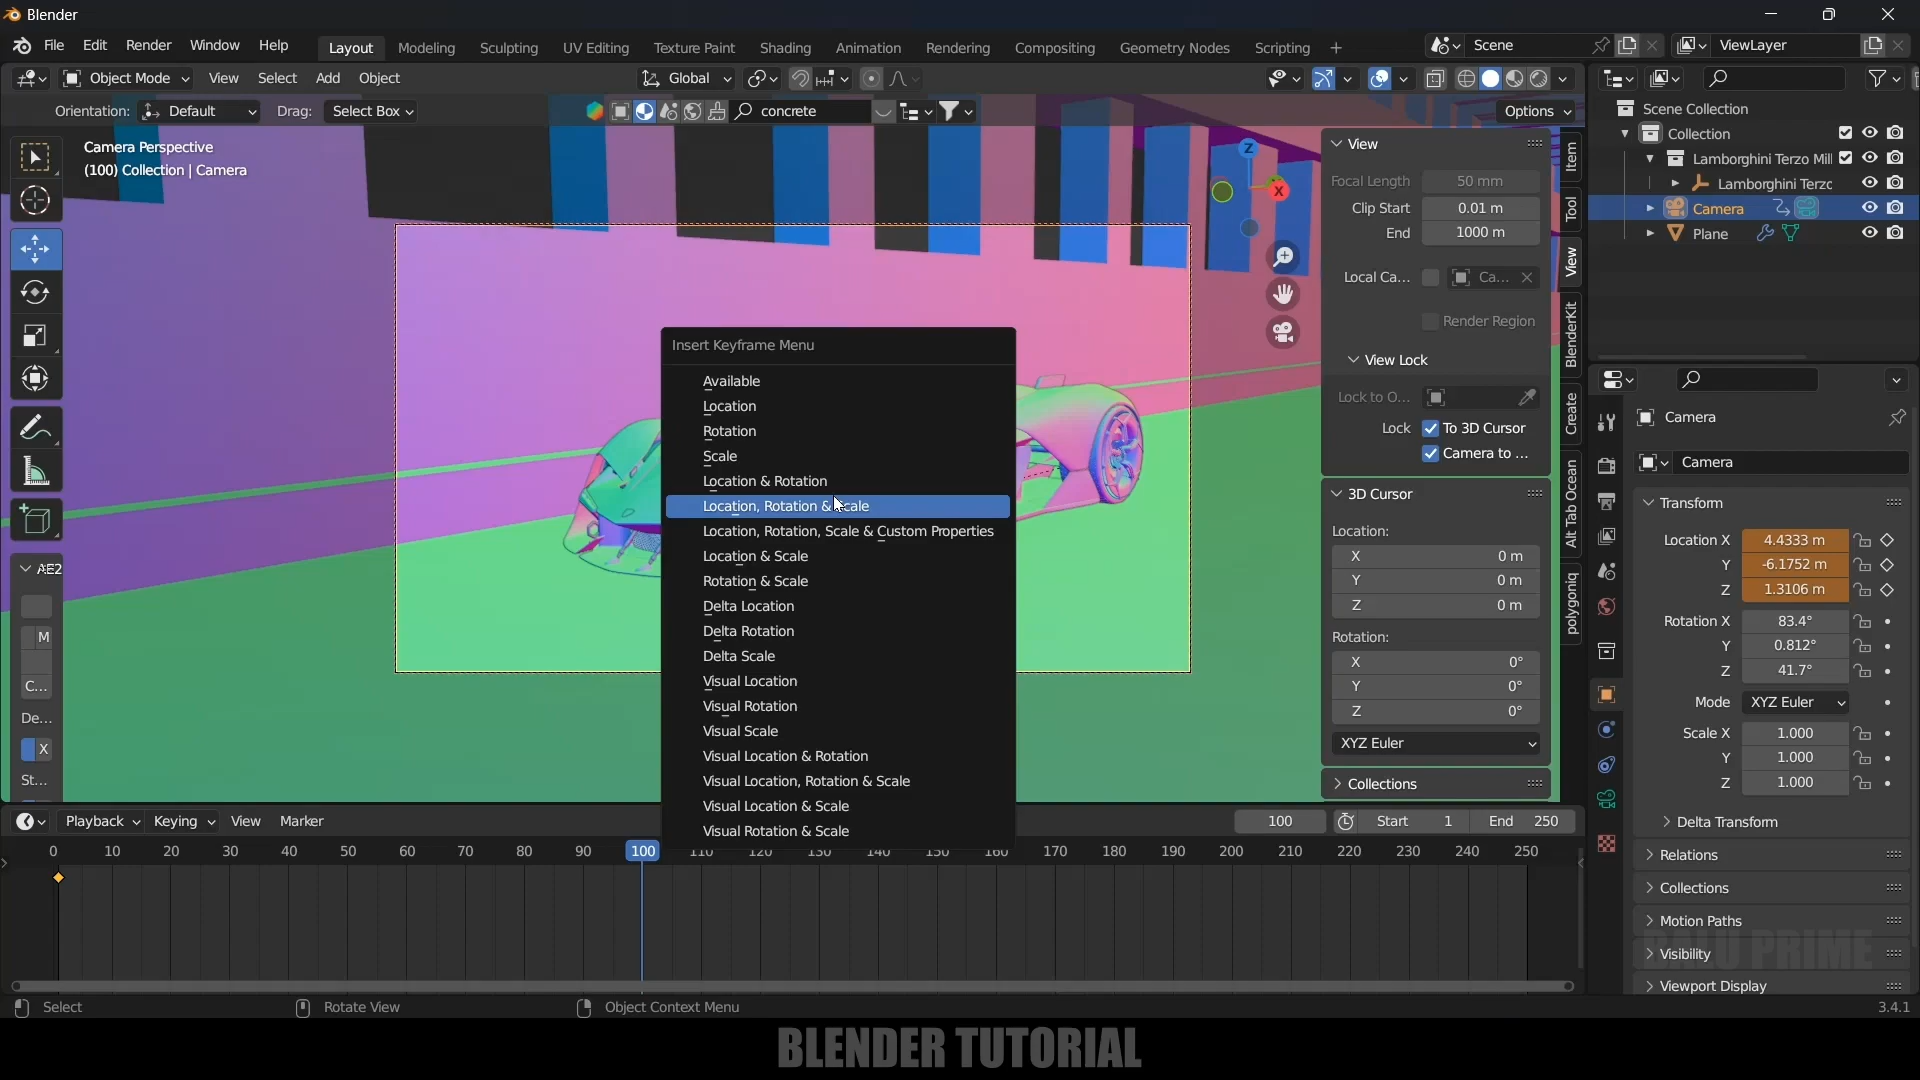 Blender
File Edit Render Window Help Layout Modeling Sculpting UV Editing Texture Paint Shading Animation Rendering Compositing Geometry Nodes Scripting + Scene ViewLayer
Object Mode View Select Add Object Global
Orientation: Default Drag: Select Box concrete Options
Camera Perspective
(100) Collection | Camera
Z
X
AE2
M
C...
De...
X
St...
Insert Keyframe Menu
Available
Location
Rotation
Scale
Location & Rotation
Location, Rotation & Scale
Location, Rotation, Scale & Custom Properties
Location & Scale
Rotation & Scale
Delta Location
Delta Rotation
Delta Scale
Visual Location
Visual Rotation
Visual Scale
Visual Location & Rotation
Visual Location, Rotation & Scale
Visual Location & Scale
Visual Rotation & Scale
View
Focal Length 50 mm
Clip Start 0.01 m
End 1000 m
Local Ca... Ca...
Render Region
View Lock
Lock to O...
Lock To 3D Cursor
Camera to ...
3D Cursor
Location:
X 0 m
Y 0 m
Z 0 m
Rotation:
X 0°
Y 0°
Z 0°
XYZ Euler
Collections
Item
Tool
View
BlenderKit
Create
Alt Tab Ocean
polygoniq
Scene Collection
Collection
Lamborghini Terzo Mill
Lamborghini Terzo
Camera
Plane
Camera
Camera
Transform
Location X 4.4333 m
Y -6.1752 m
Z 1.3106 m
Rotation X 83.4°
Y 0.812°
Z 41.7°
Mode XYZ Euler
Scale X 1.000
Y 1.000
Z 1.000
Delta Transform
Relations
Collections
Motion Paths
Visibility
Viewport Display
Playback Keying View Marker 100 Start 1 End 250
0 10 20 30 40 50 60 70 80 90 100 110 120 130 140 150 160 170 180 190 200 210 220 230 240 250
Select Rotate View Object Context Menu 3.4.1
BLENDER TUTORIAL